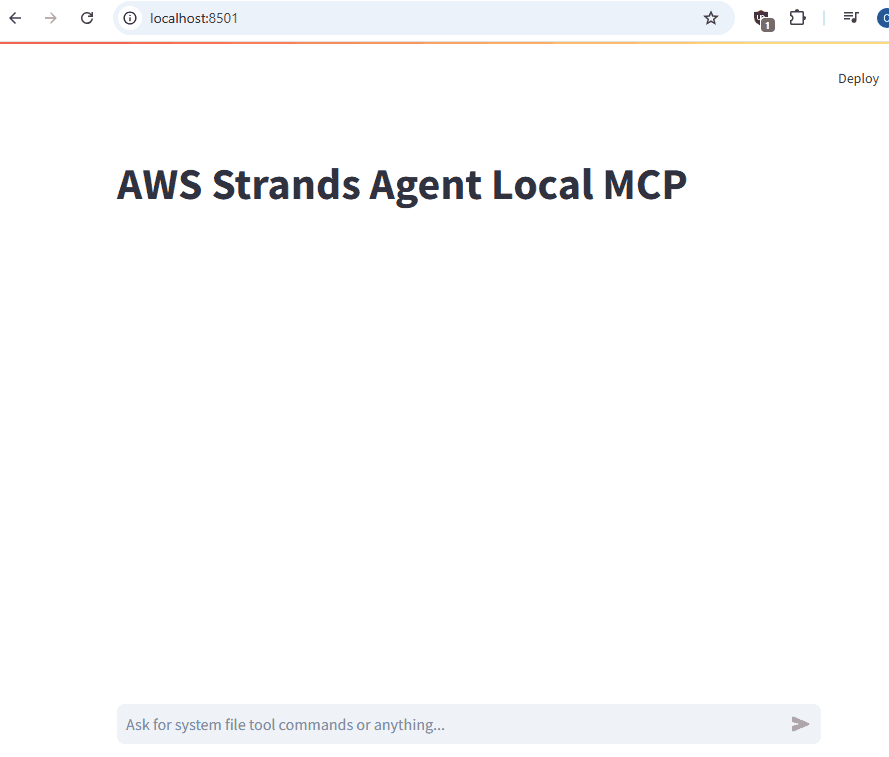 localhost:8501
1
Deploy
AWS Strands Agent Local MCP
Ask for system file tool commands or anything...